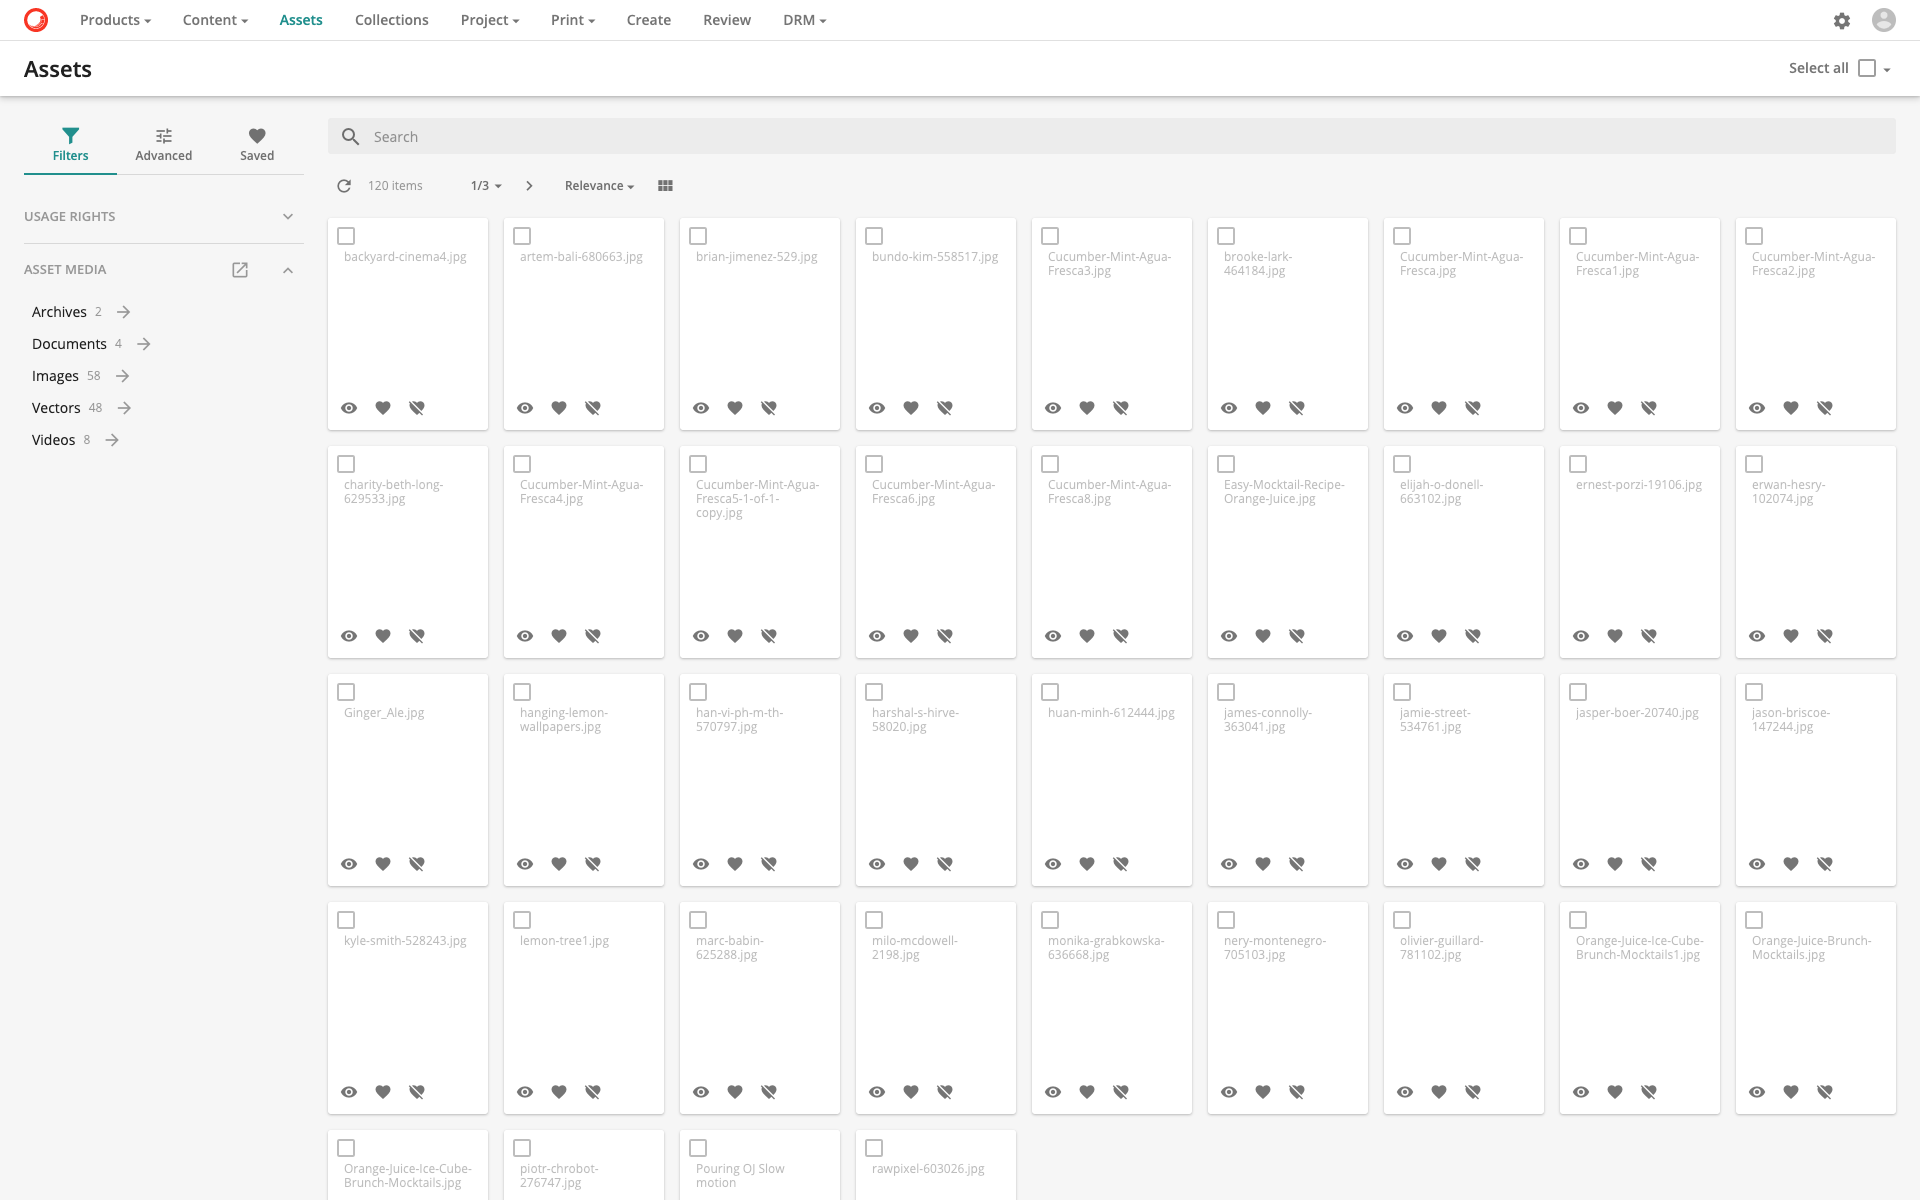 Products
Content
Assets
Collections
Project
Print
Create
Review
DRM
Assets
Select all
Filters
Advanced
Saved
Search
120 items
1/3
Relevance
USAGE RIGHTS
ASSET MEDIA
Archives 2
Documents 4
Images 58
Vectors 48
Videos 8
backyard-cinema4.jpg
artem-bali-680663.jpg
brian-jimenez-529.jpg
bundo-kim-558517.jpg
Cucumber-Mint-Agua-
Fresca3.jpg
brooke-lark-
464184.jpg
Cucumber-Mint-Agua-
Fresca.jpg
Cucumber-Mint-Agua-
Fresca1.jpg
Cucumber-Mint-Agua-
Fresca2.jpg
charity-beth-long-
629533.jpg
Cucumber-Mint-Agua-
Fresca4.jpg
Cucumber-Mint-Agua-
Fresca5-1-of-1-
copy.jpg
Cucumber-Mint-Agua-
Fresca6.jpg
Cucumber-Mint-Agua-
Fresca8.jpg
Easy-Mocktail-Recipe-
Orange-Juice.jpg
elijah-o-donell-
663102.jpg
ernest-porzi-19106.jpg
erwan-hesry-
102074.jpg
Ginger_Ale.jpg
hanging-lemon-
wallpapers.jpg
han-vi-ph-m-th-
570797.jpg
harshal-s-hirve-
58020.jpg
huan-minh-612444.jpg
james-connolly-
363041.jpg
jamie-street-
534761.jpg
jasper-boer-20740.jpg
jason-briscoe-
147244.jpg
kyle-smith-528243.jpg
lemon-tree1.jpg
marc-babin-
625288.jpg
milo-mcdowell-
2198.jpg
monika-grabkowska-
636668.jpg
nery-montenegro-
705103.jpg
olivier-guillard-
781102.jpg
Orange-Juice-Ice-Cube-
Brunch-Mocktails1.jpg
Orange-Juice-Brunch-
Mocktails.jpg
Orange-Juice-Ice-Cube-
Brunch-Mocktails.jpg
piotr-chrobot-
276747.jpg
Pouring OJ Slow
motion
rawpixel-603026.jpg